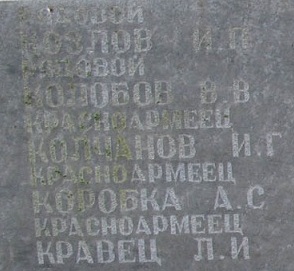 РЯДОВОЙ
КОЗЛОВ И.П
РЯДОВОЙ
КОЛОБОВ В.В
КРАСНОАРМЕЕЦ
КОЛЧАНОВ И.Г
КРАСНОАРМЕЕЦ
КОРОБКА А.С
КРАСНОАРМЕЕЦ
КРАВЕЦ Л.И